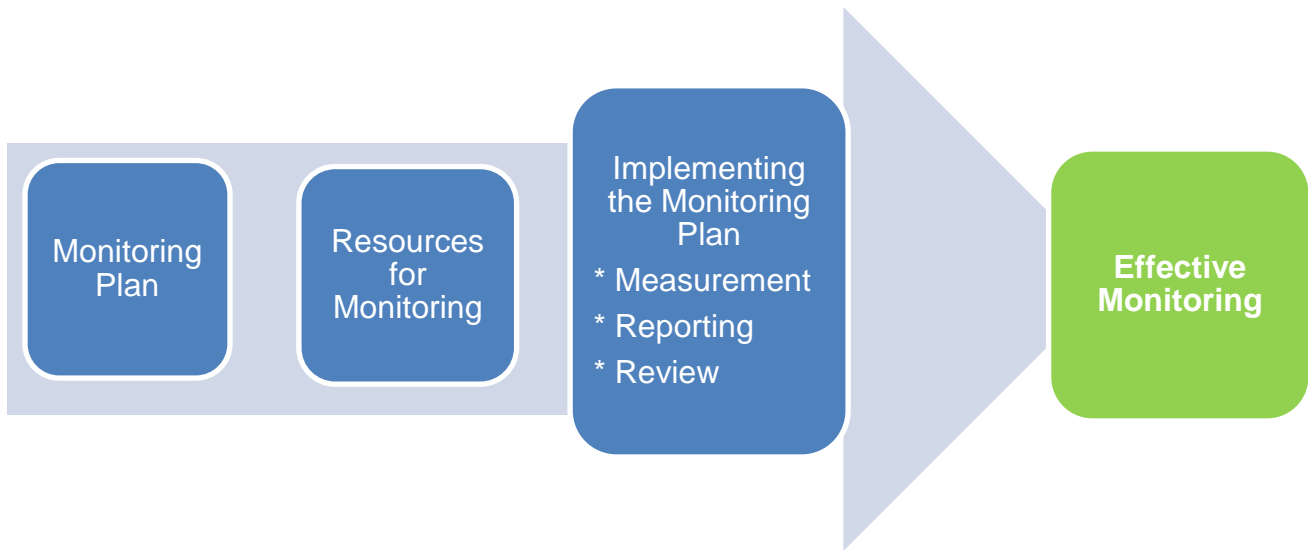 Monitoring
Plan
Resources
for
Monitoring
Implementing
the Monitoring
Plan
* Measurement
* Reporting
* Review
Effective
Monitoring